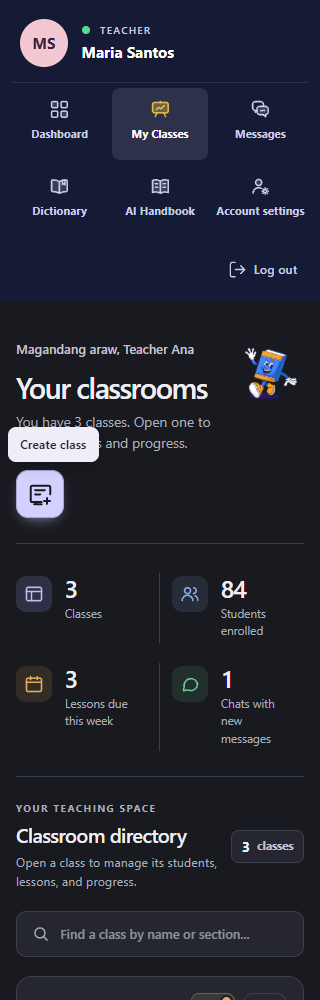 MS
TEACHER
Maria Santos
Dashboard
My Classes
Messages
Dictionary
AI Handbook
Account settings
Log out
Magandang araw, Teacher Ana
Your classrooms
You have 3 classes. Open one to
and progress.
Create class
3
Classes
84
Students
enrolled
3
Lessons due
this week
1
Chats with
new
messages
YOUR TEACHING SPACE
Classroom directory
3 classes
Open a class to manage its students,
lessons, and progress.
Find a class by name or section...